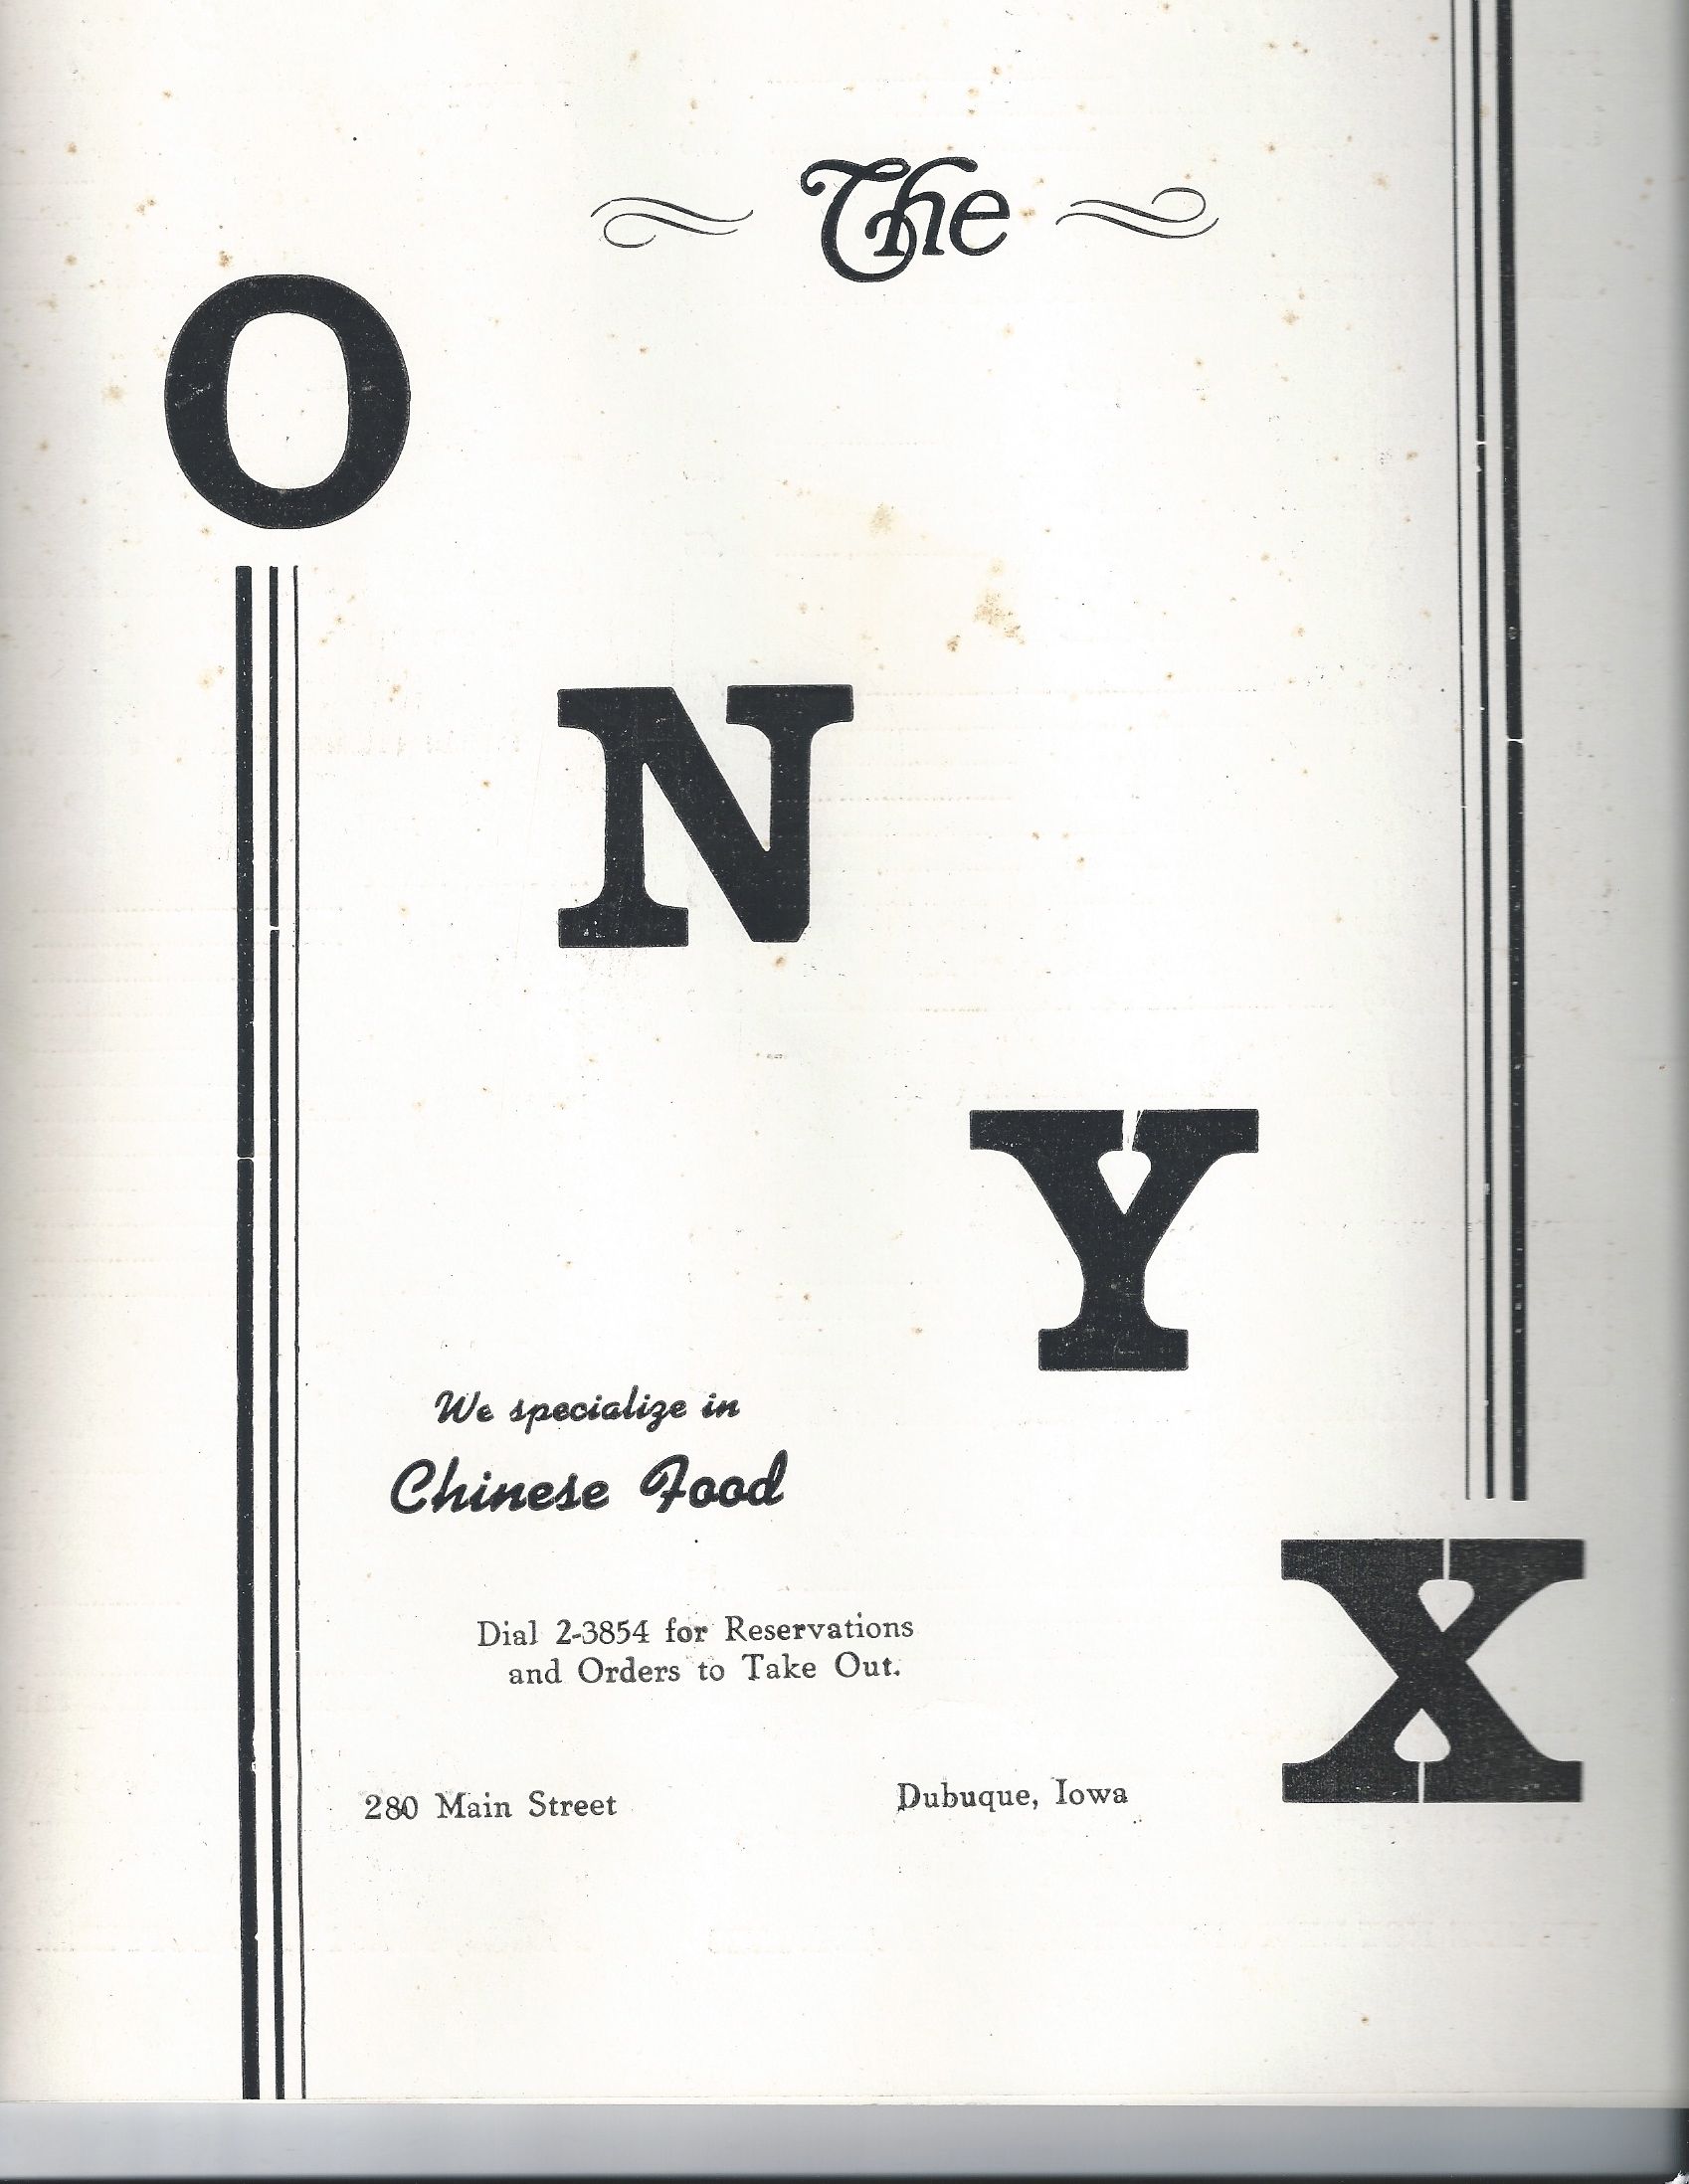 The
O
N
Y
X
We specialize in
Chinese Food
Dial 2-3854 for Reservations
and Orders to Take Out.
280 Main Street
Dubuque, Iowa